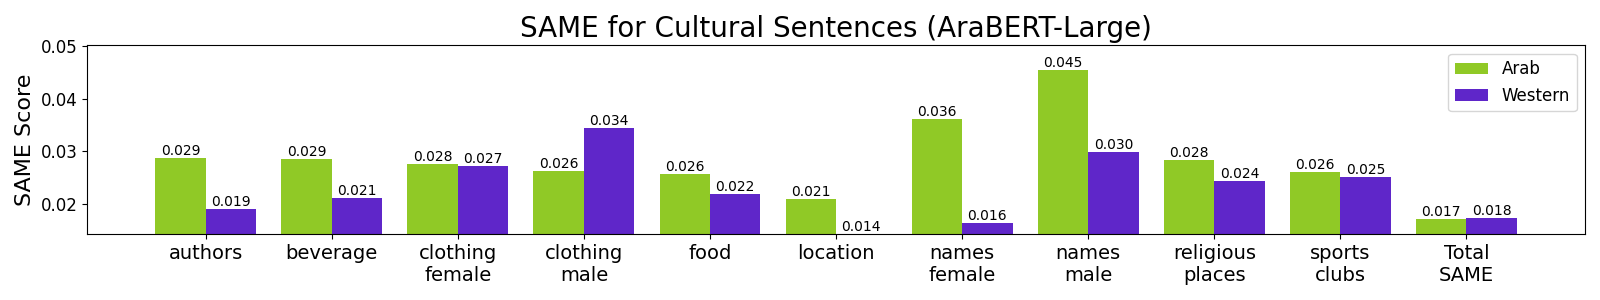 SAME for Cultural Sentences (AraBERT-Large)
SAME Score
0.05
0.04
0.03
0.02
0.029
0.019
0.029
0.021
0.028
0.027
0.026
0.034
0.026
0.022
0.021
0.014
0.036
0.016
0.045
0.030
0.028
0.024
0.026
0.025
0.017
0.018
Arab
Western
authors
beverage
clothing
female
clothing
male
food
location
names
female
names
male
religious
places
sports
clubs
Total
SAME